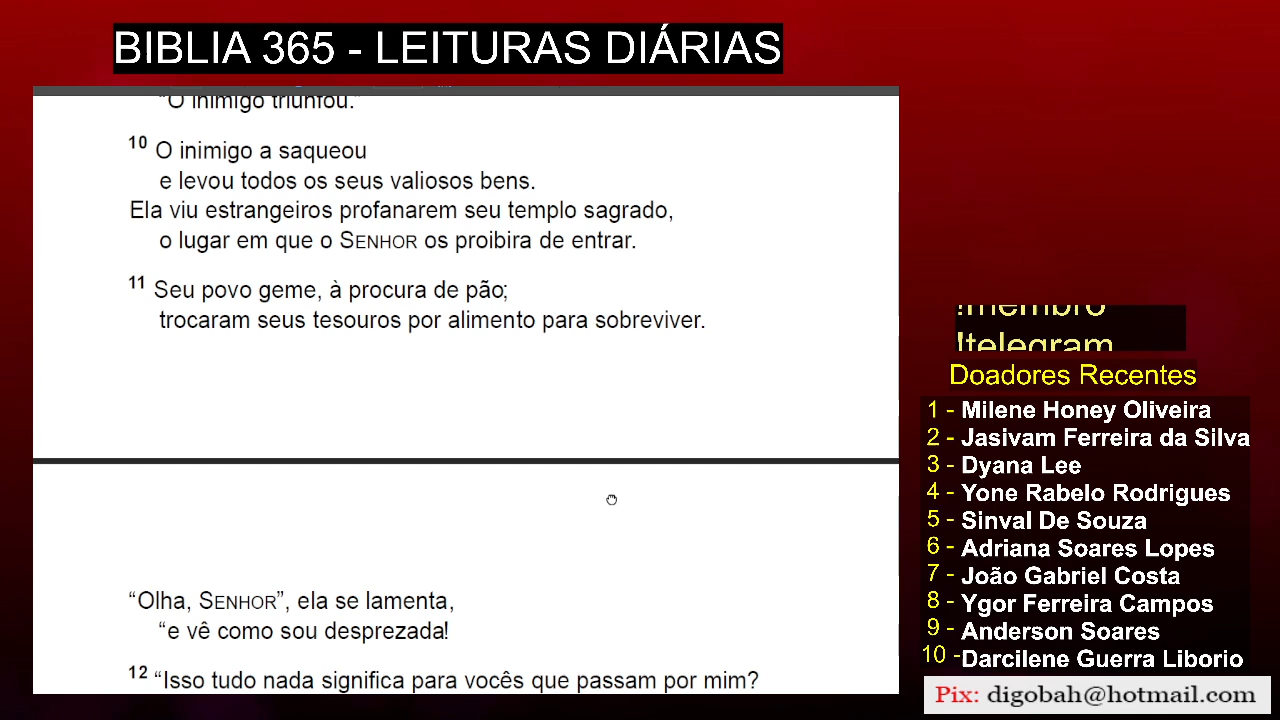 BIBLIA 365 - LEITURAS DIÁRIAS
“O inimigo triunfou.”
10 O inimigo a saqueou
e levou todos os seus valiosos bens.
Ela viu estrangeiros profanarem seu templo sagrado,
o lugar em que o SENHOR os proibira de entrar.
11 Seu povo geme, à procura de pão;
trocaram seus tesouros por alimento para sobreviver.
“Olha, SENHOR”, ela se lamenta,
“e vê como sou desprezada!
12 “Isso tudo nada significa para vocês que passam por mim?
!membro
!telegram
Doadores Recentes
1 - Milene Honey Oliveira
2 - Jasivam Ferreira da Silva
3 - Dyana Lee
4 - Yone Rabelo Rodrigues
5 - Sinval De Souza
6 - Adriana Soares Lopes
7 - João Gabriel Costa
8 - Ygor Ferreira Campos
9 - Anderson Soares
10 -Darcilene Guerra Liborio
Pix: digobah@hotmail.com